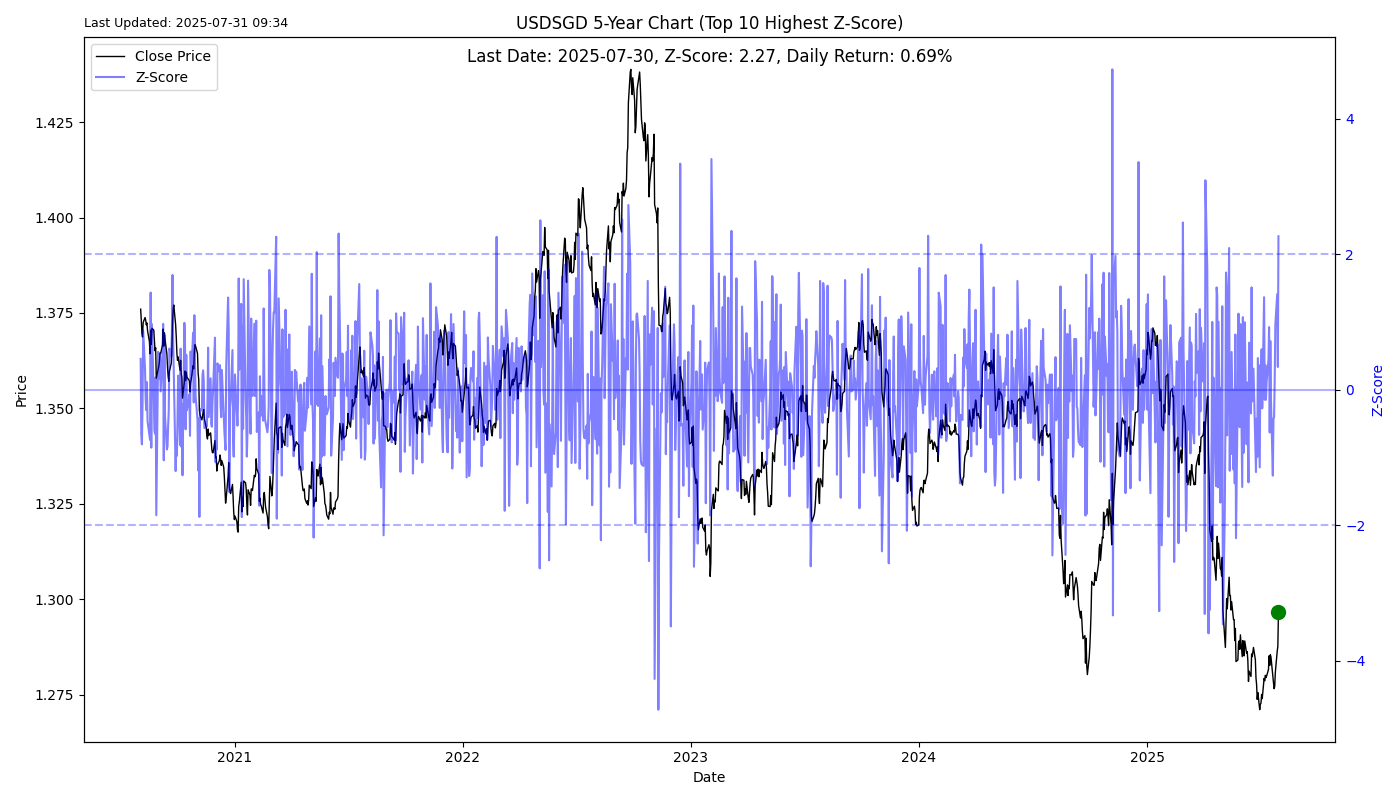 Last Updated: 2025-07-31 09:34
USDSGD 5-Year Chart (Top 10 Highest Z-Score)
Last Date: 2025-07-30, Z-Score: 2.27, Daily Return: 0.69%
Close Price
Z-Score
1.425
1.400
1.375
1.350
1.325
1.300
1.275
Price
4
2
0
−2
−4
Z-Score
2021
2022
2023
2024
2025
Date